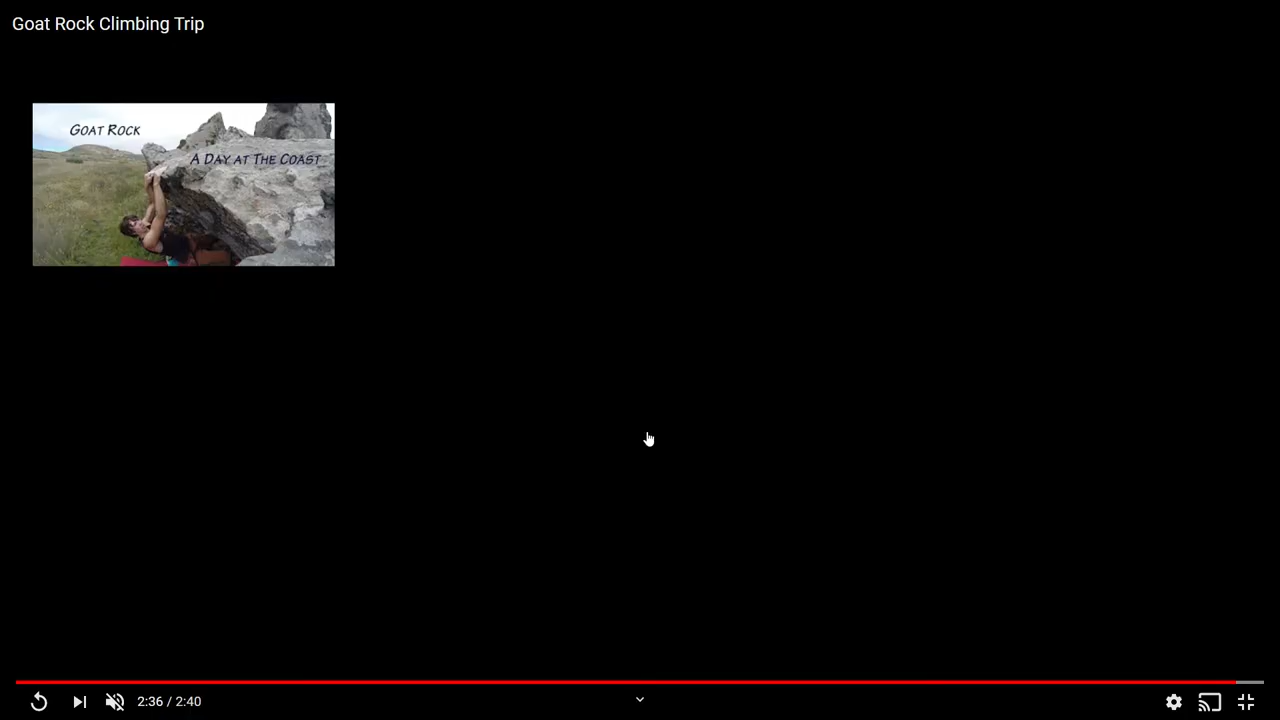 Goat Rock Climbing Trip
GOAT ROCK
A DAY AT THE COAST
2:36 / 2:40